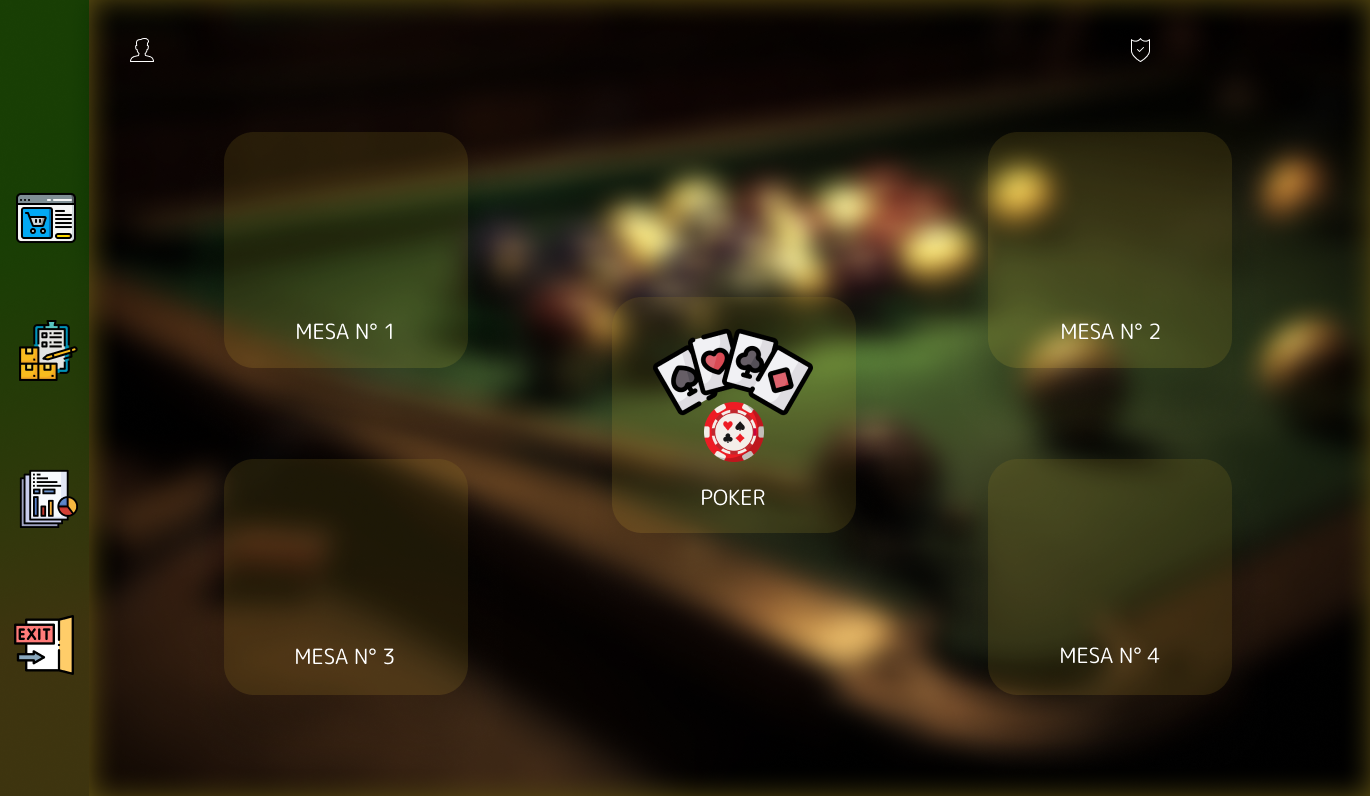 MESA N° 1
MESA N° 2
POKER
MESA N° 3
MESA N° 4
EXIT